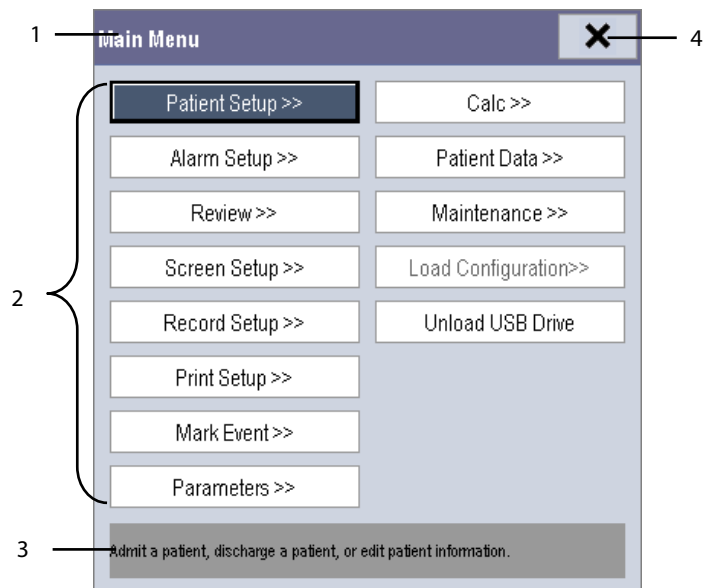 1
Main Menu
4
2
Patient Setup >>
Alarm Setup >>
Review >>
Screen Setup >>
Record Setup >>
Print Setup >>
Mark Event >>
Parameters >>
Calc >>
Patient Data >>
Maintenance >>
Load Configuration>>
Unload USB Drive
3
Admit a patient, discharge a patient, or edit patient information.